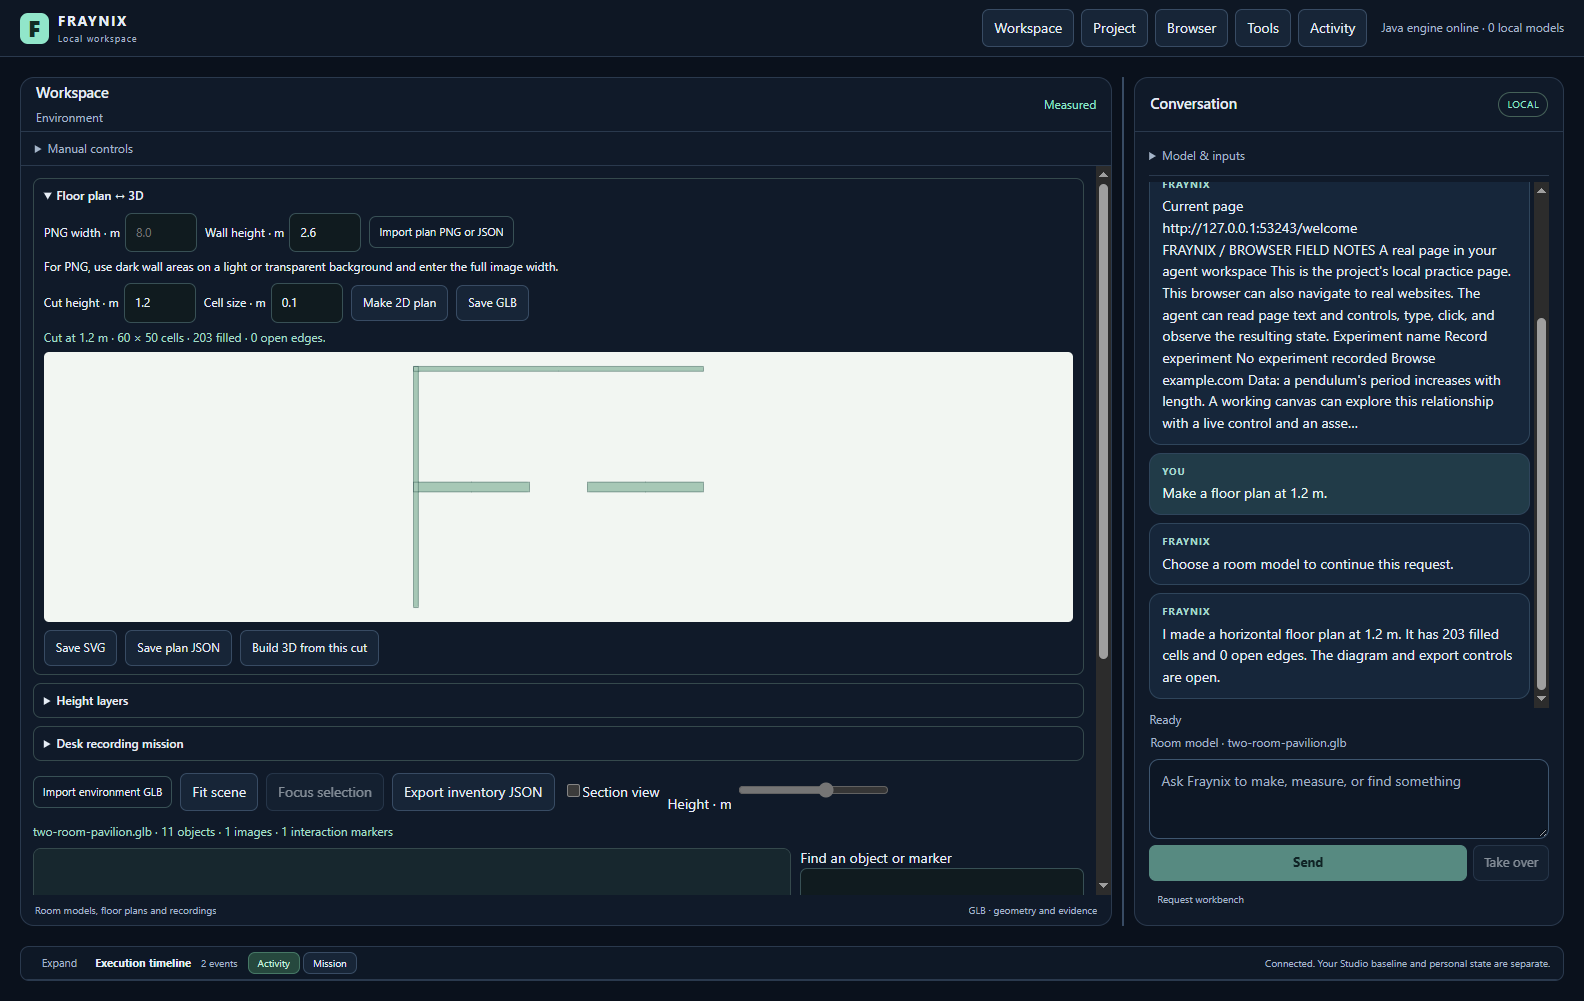 F FRAYNIX
Local workspace
Workspace Project Browser Tools Activity Java engine online · 0 local models
Workspace
Environment
Measured
Manual controls
Floor plan ↔ 3D
PNG width · m 8.0 Wall height · m 2.6 Import plan PNG or JSON
For PNG, use dark wall areas on a light or transparent background and enter the full image width.
Cut height · m 1.2 Cell size · m 0.1 Make 2D plan Save GLB
Cut at 1.2 m · 60 × 50 cells · 203 filled · 0 open edges.
Save SVG Save plan JSON Build 3D from this cut
Height layers
Desk recording mission
Import environment GLB Fit scene Focus selection Export inventory JSON Section view Height · m
two-room-pavilion.glb · 11 objects · 1 images · 1 interaction markers
Find an object or marker
Room models, floor plans and recordings GLB · geometry and evidence
Conversation LOCAL
Model & inputs
FRAYNIX
Current page
http://127.0.0.1:53243/welcome
FRAYNIX / BROWSER FIELD NOTES A real page in your
agent workspace This is the project's local practice page.
This browser can also navigate to real websites. The
agent can read page text and controls, type, click, and
observe the resulting state. Experiment name Record
experiment No experiment recorded Browse
example.com Data: a pendulum's period increases with
length. A working canvas can explore this relationship
with a live control and an asse...
YOU
Make a floor plan at 1.2 m.
FRAYNIX
Choose a room model to continue this request.
FRAYNIX
I made a horizontal floor plan at 1.2 m. It has 203 filled
cells and 0 open edges. The diagram and export controls
are open.
Ready
Room model · two-room-pavilion.glb
Ask Fraynix to make, measure, or find something
Send Take over
Request workbench
Expand Execution timeline 2 events Activity Mission Connected. Your Studio baseline and personal state are separate.